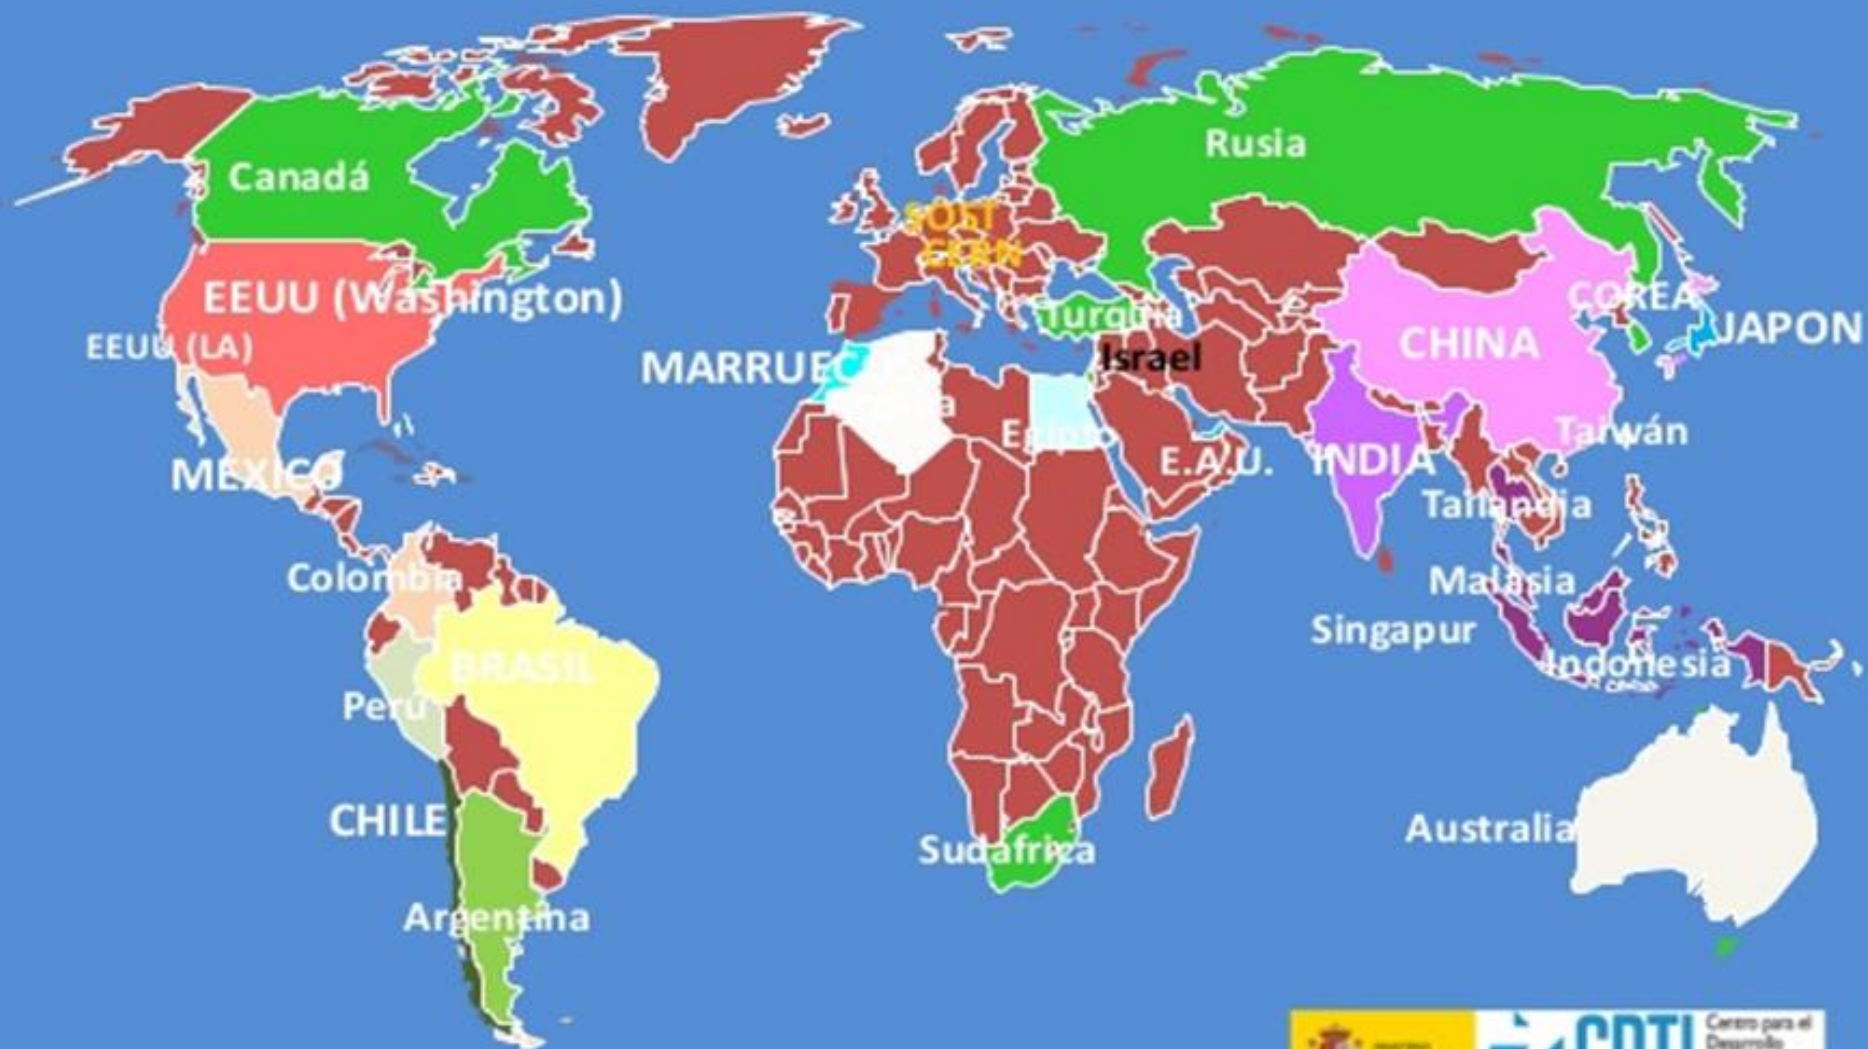 Canadá
Rusia
SOST
CERN
EEUU (Washington)
EEUU (LA)
Turquía
COREA
JAPON
CHINA
Israel
MARRUEC
Egipto
Taiwán
E.A.U.
INDIA
MEXICO
Tailandia
Colombia
Malasia
Singapur
BRASIL
Indonesia
Perú
CHILE
Australia
Sudáfrica
Argentina
CDTI
Centro para el
Desarrollo